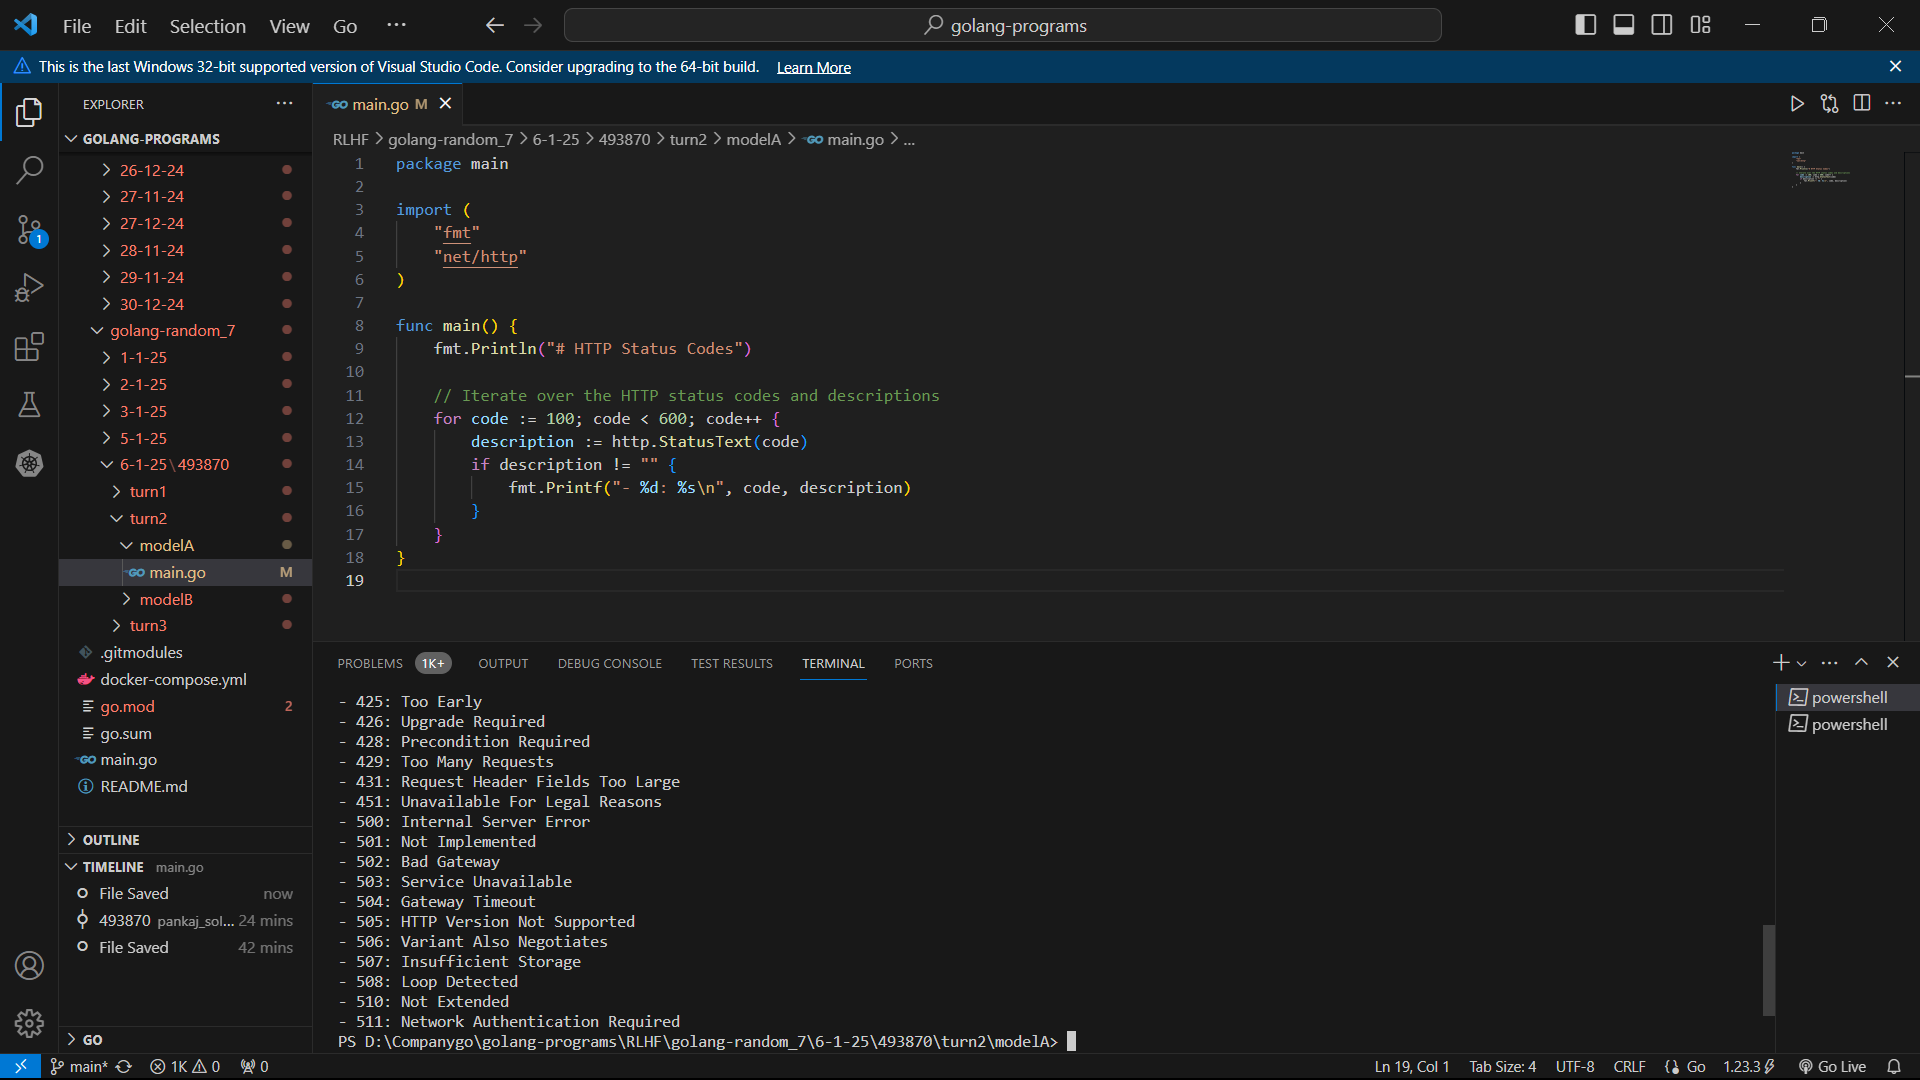 File Edit Selection View Go ··· golang-programs
This is the last Windows 32-bit supported version of Visual Studio Code. Consider upgrading to the 64-bit build. Learn More
EXPLORER
GOLANG-PROGRAMS
26-12-24
27-11-24
27-12-24
28-11-24
29-11-24
30-12-24
golang-random_7
1-1-25
2-1-25
3-1-25
5-1-25
6-1-25\493870
turn1
turn2
modelA
main.go M
modelB
turn3
.gitmodules
docker-compose.yml
go.mod 2
go.sum
main.go
README.md
OUTLINE
TIMELINE main.go
File Saved now
493870 pankaj_sol... 24 mins
File Saved 42 mins
GO
1
main.go M
RLHF > golang-random_7 > 6-1-25 > 493870 > turn2 > modelA > main.go > ...
1 package main
2
3 import (
4 "fmt"
5 "net/http"
6 )
7
8 func main() {
9 fmt.Println("# HTTP Status Codes")
10
11 // Iterate over the HTTP status codes and descriptions
12 for code := 100; code < 600; code++ {
13 description := http.StatusText(code)
14 if description != "" {
15 fmt.Printf("- %d: %s\n", code, description)
16 }
17 }
18 }
19
PROBLEMS 1K+ OUTPUT DEBUG CONSOLE TEST RESULTS TERMINAL PORTS
- 425: Too Early
- 426: Upgrade Required
- 428: Precondition Required
- 429: Too Many Requests
- 431: Request Header Fields Too Large
- 451: Unavailable For Legal Reasons
- 500: Internal Server Error
- 501: Not Implemented
- 502: Bad Gateway
- 503: Service Unavailable
- 504: Gateway Timeout
- 505: HTTP Version Not Supported
- 506: Variant Also Negotiates
- 507: Insufficient Storage
- 508: Loop Detected
- 510: Not Extended
- 511: Network Authentication Required
PS D:\Companygo\golang-programs\RLHF\golang-random_7\6-1-25\493870\turn2\modelA>
powershell
powershell
main* 1K 0 0 Ln 19, Col 1 Tab Size: 4 UTF-8 CRLF Go 1.23.3 Go Live